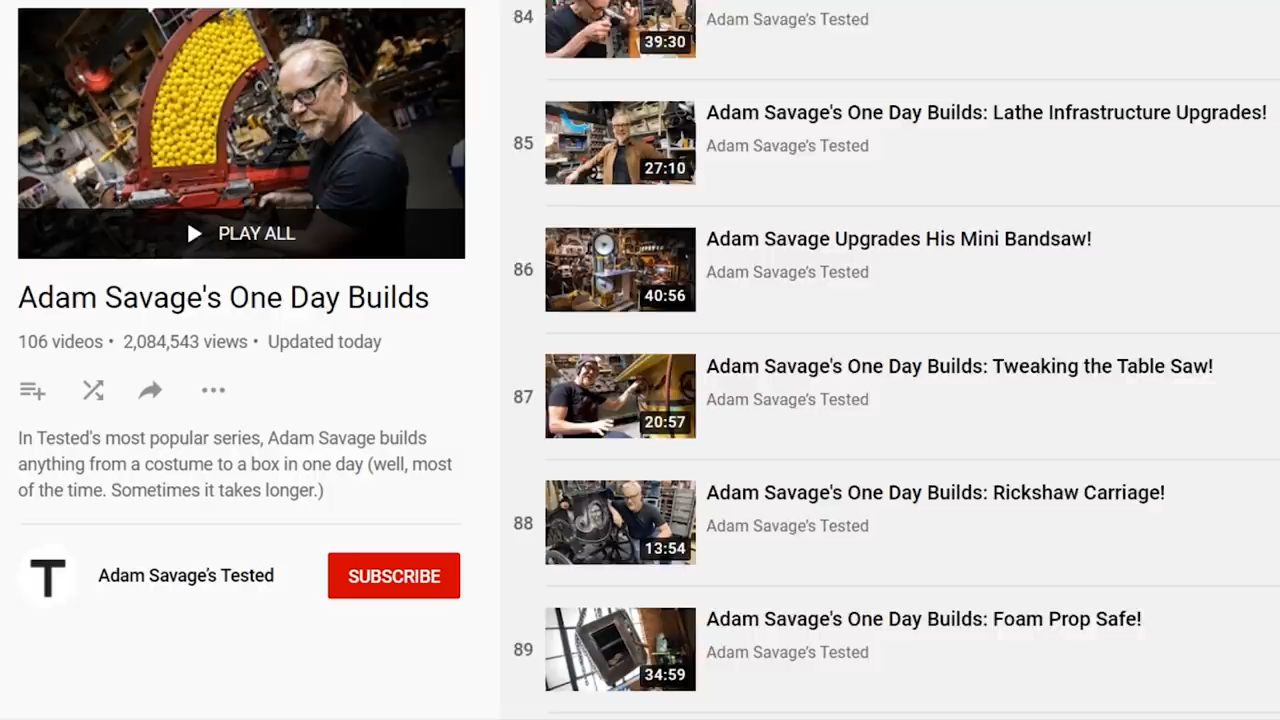 PLAY ALL
Adam Savage's One Day Builds
106 videos • 2,084,543 views • Updated today
In Tested's most popular series, Adam Savage builds
anything from a costume to a box in one day (well, most
of the time. Sometimes it takes longer.)
T
Adam Savage's Tested
SUBSCRIBE
84
39:30
Adam Savage's Tested
85
27:10
Adam Savage's One Day Builds: Lathe Infrastructure Upgrades!
Adam Savage's Tested
86
40:56
Adam Savage Upgrades His Mini Bandsaw!
Adam Savage's Tested
87
20:57
Adam Savage's One Day Builds: Tweaking the Table Saw!
Adam Savage's Tested
88
13:54
Adam Savage's One Day Builds: Rickshaw Carriage!
Adam Savage's Tested
89
34:59
Adam Savage's One Day Builds: Foam Prop Safe!
Adam Savage's Tested